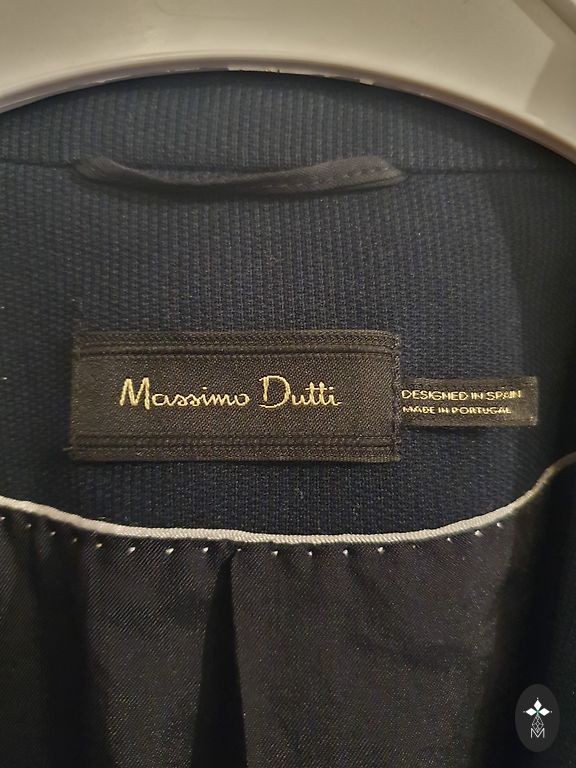 Massimo Dutti
DESIGNED IN SPAIN
MADE IN PORTUGAL
M